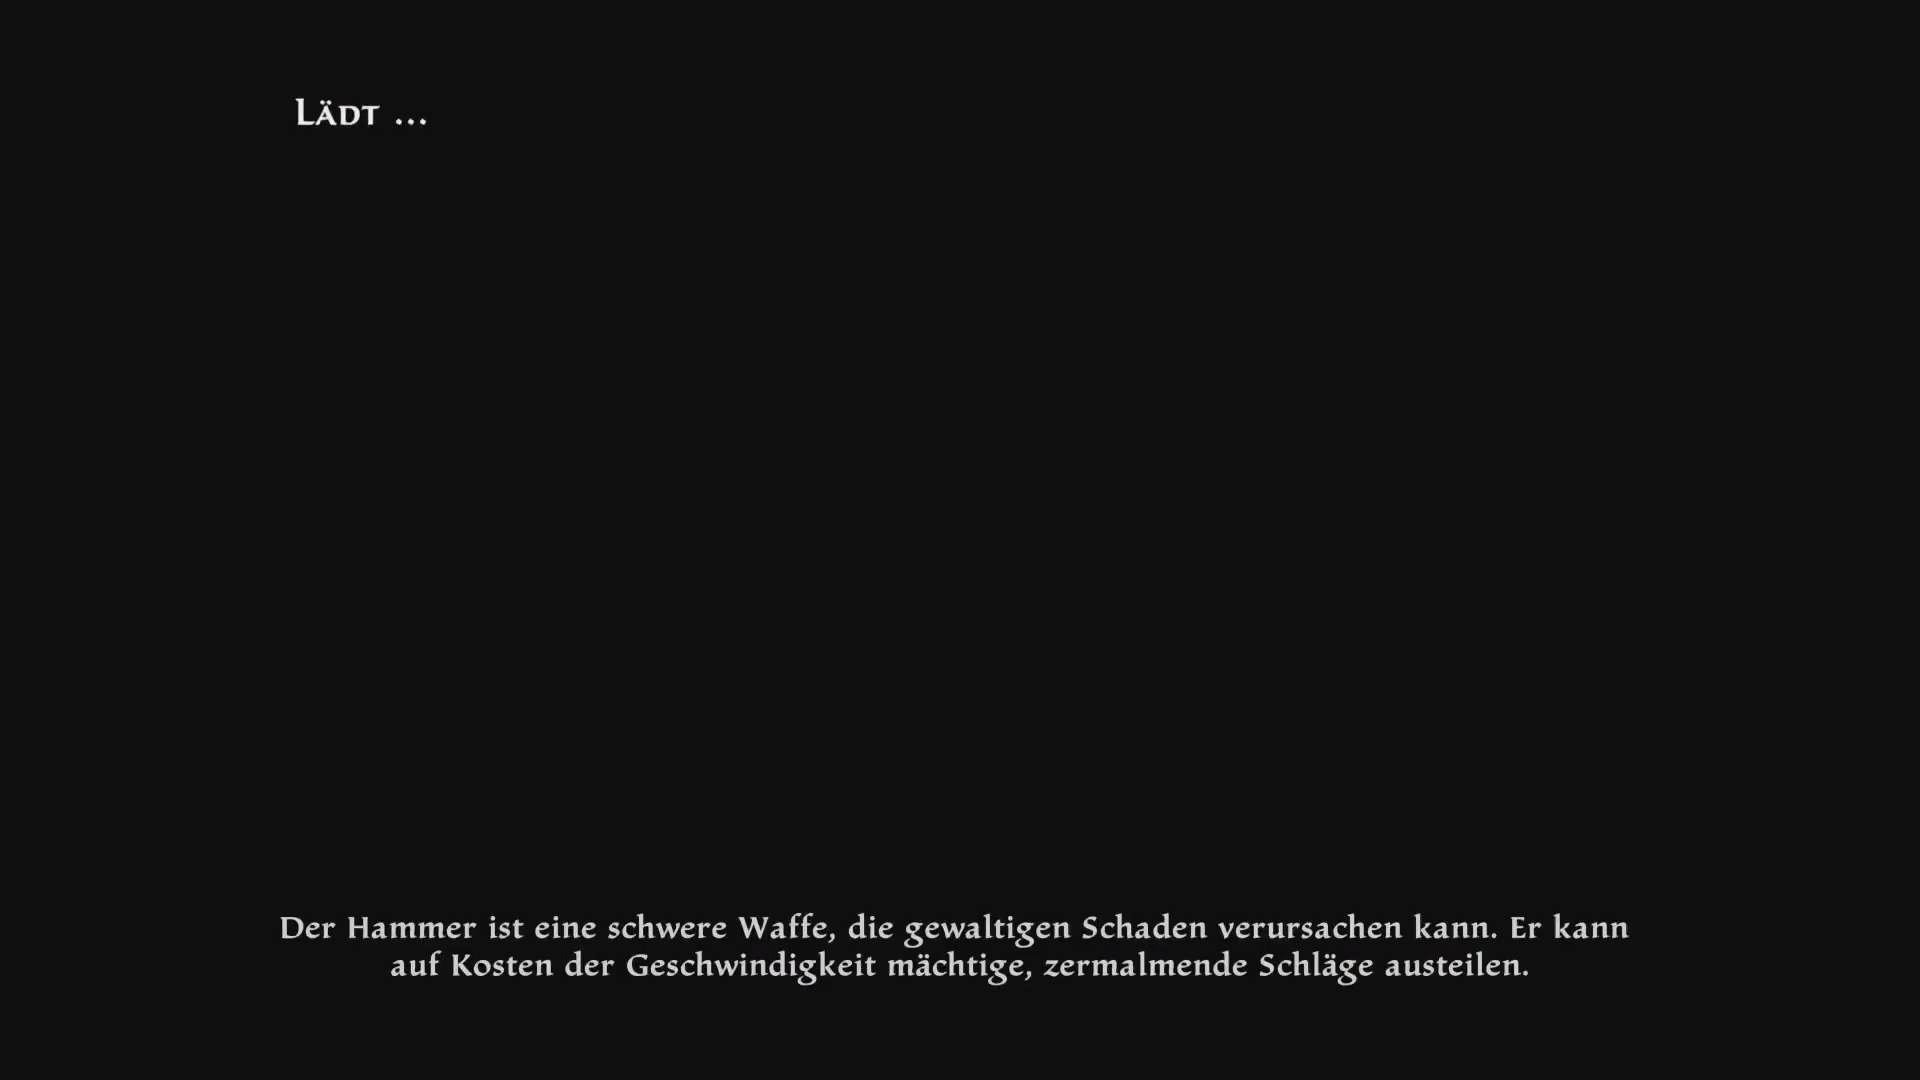 Lädt ...
Der Hammer ist eine schwere Waffe, die gewaltigen Schaden verursachen kann. Er kann
auf Kosten der Geschwindigkeit mächtige, zermalmende Schläge austeilen.